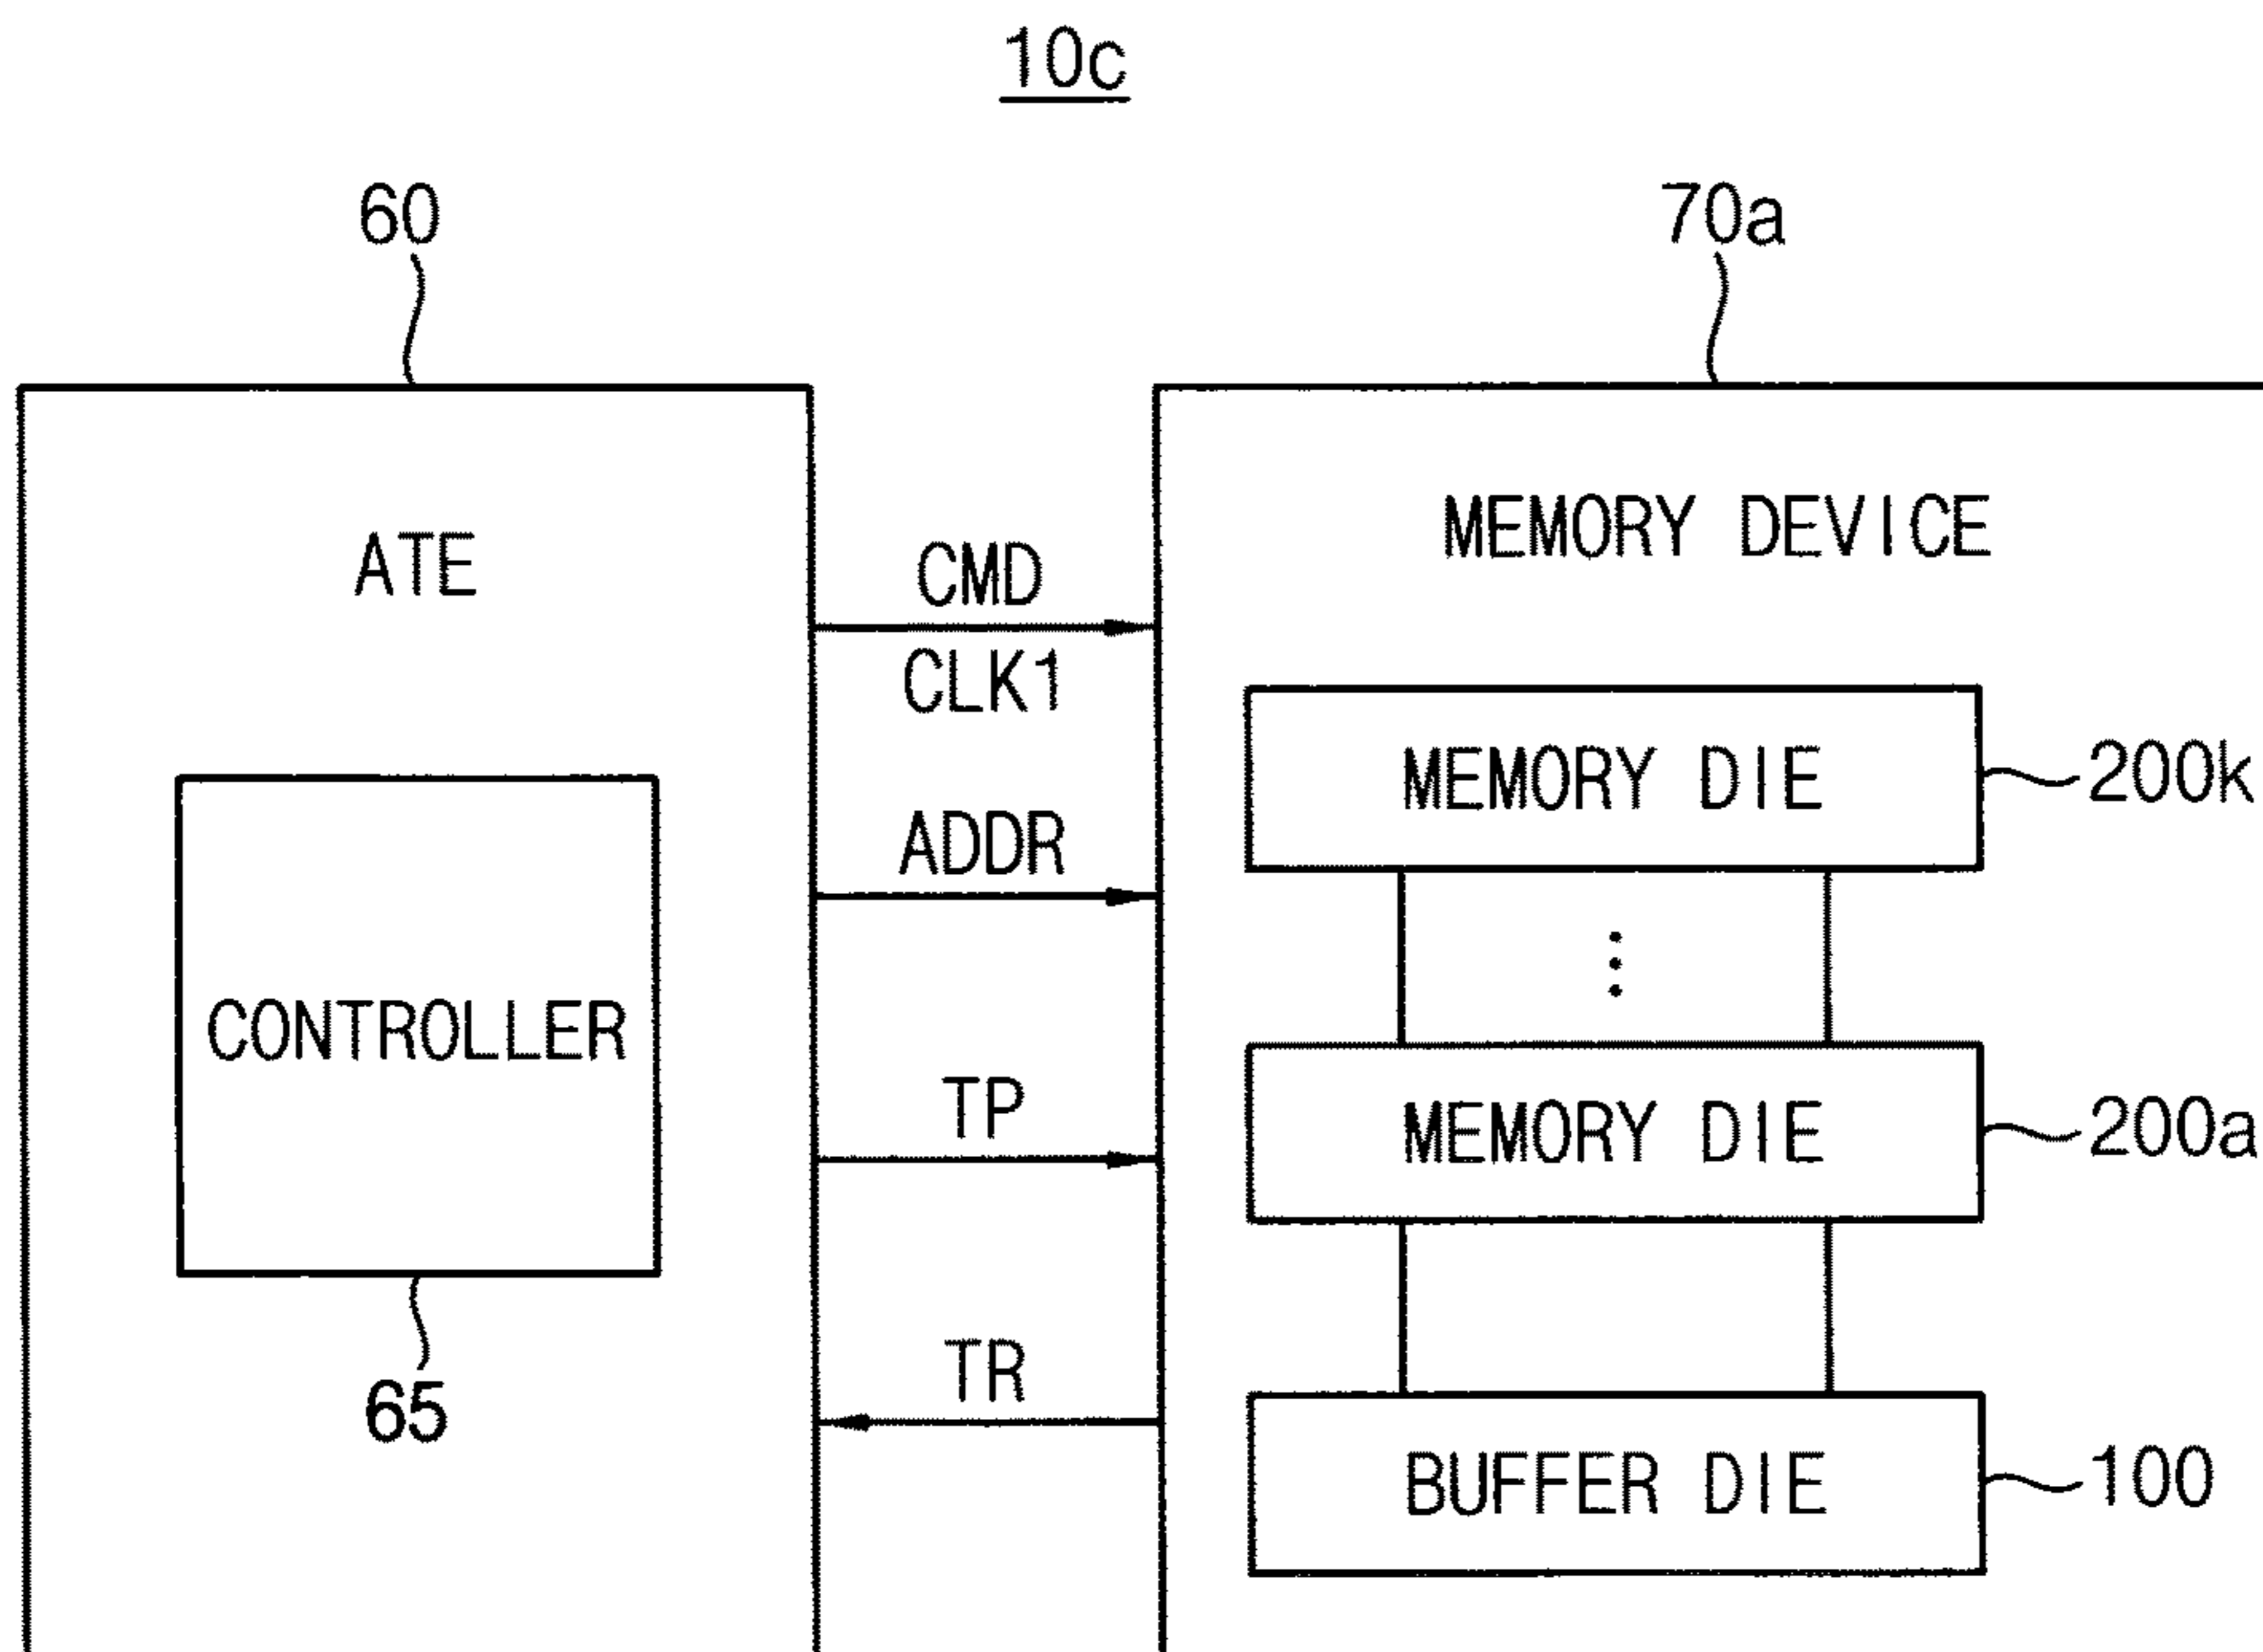 10c
60
70a
ATE
MEMORY DEVICE
CMD
CLK1
MEMORY DIE
200k
ADDR
CONTROLLER
TP
MEMORY DIE
200a
TR
65
BUFFER DIE
100